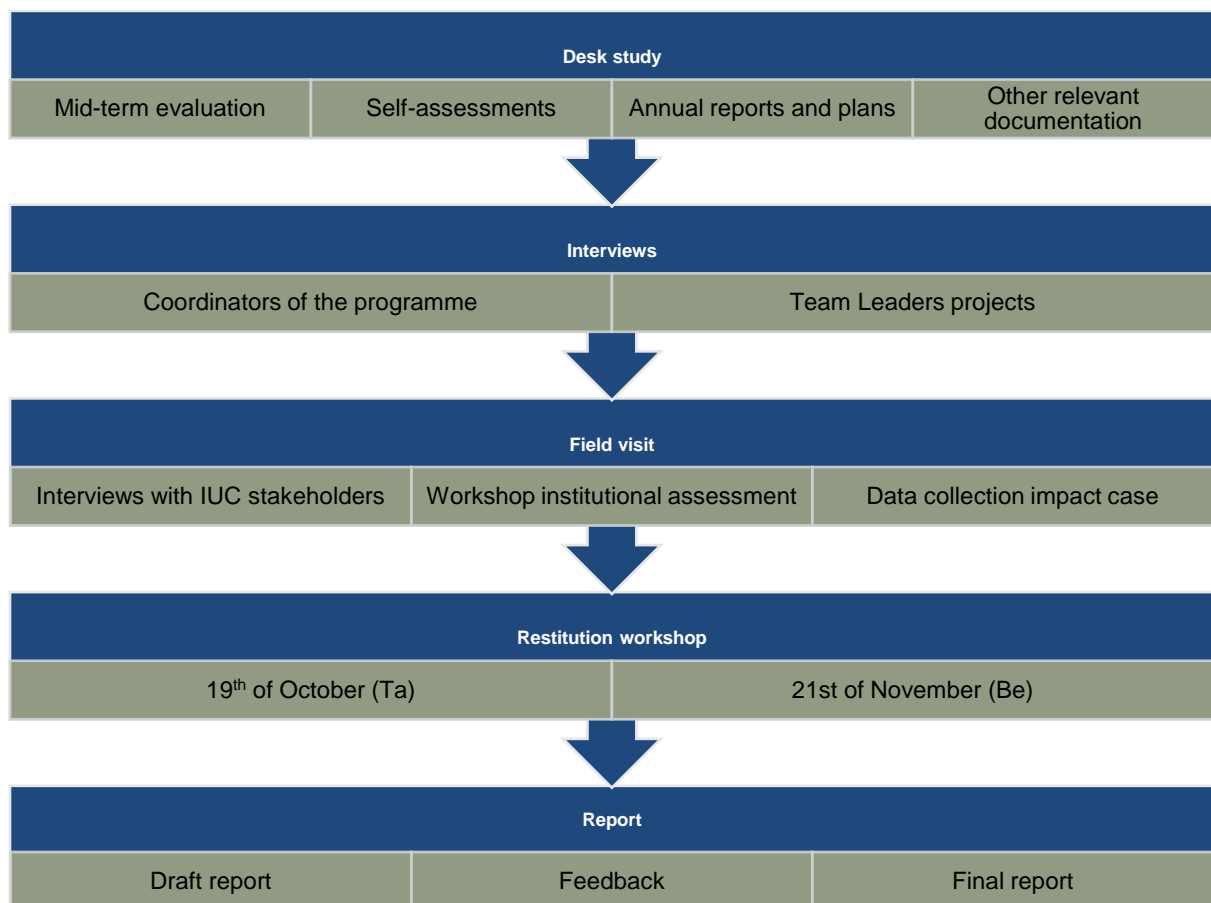 Desk study
Mid-term evaluation
Self-assessments
Annual reports and plans
Other relevant
documentation
Interviews
Coordinators of the programme
Team Leaders projects
Field visit
Interviews with IUC stakeholders
Workshop institutional assessment
Data collection impact case
Restitution workshop
19th of October (Ta)
21st of November (Be)
Report
Draft report
Feedback
Final report